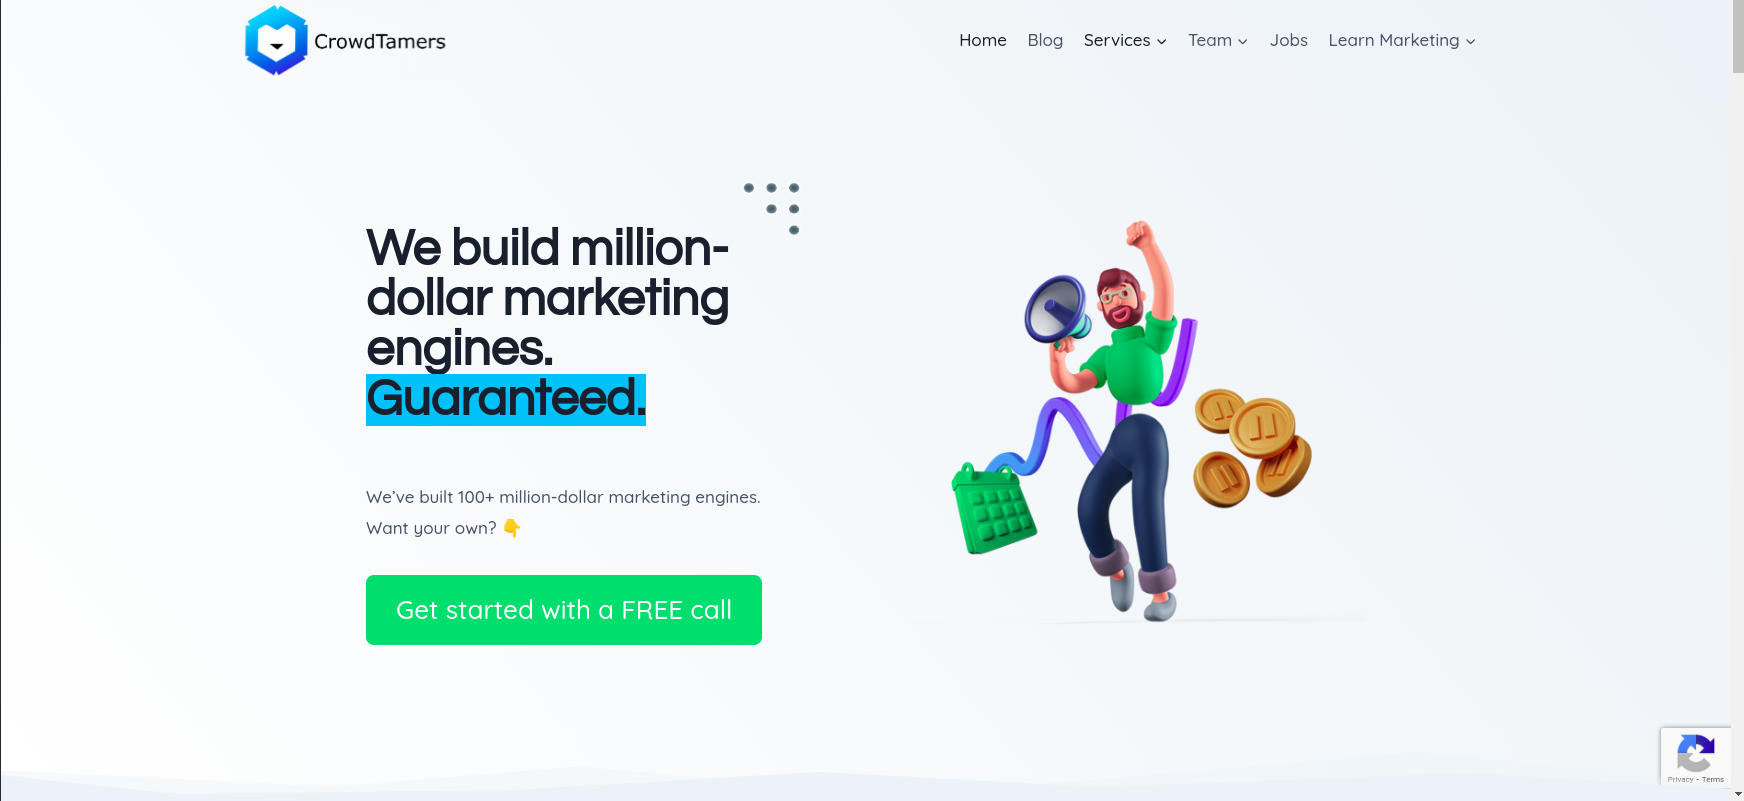 CrowdTamers
Home Blog Services Team Jobs Learn Marketing
We build million-
dollar marketing
engines.
Guaranteed.
We've built 100+ million-dollar marketing engines.
Want your own? 👇
Get started with a FREE call
Privacy - Terms